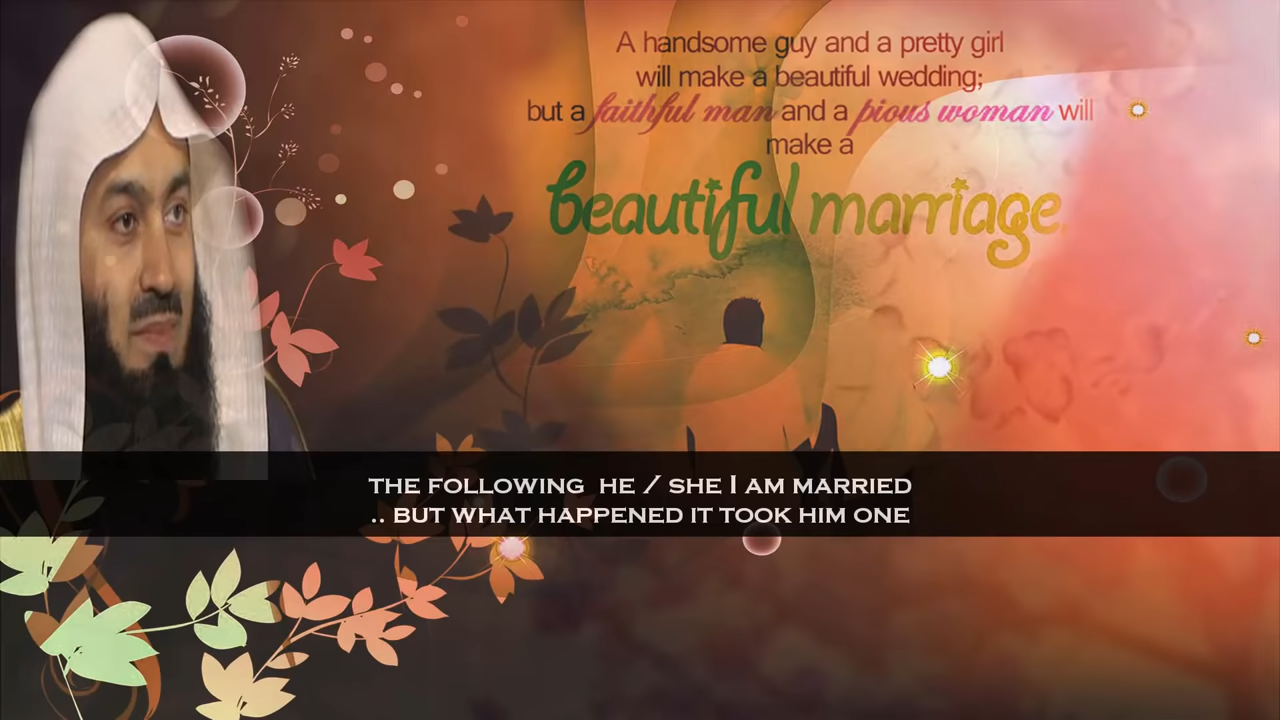 A handsome guy and a pretty girl
will make a beautiful wedding;
but a faithful man and a pious woman will
make a
beautiful marriage.
THE FOLLOWING HE / SHE I AM MARRIED
.. BUT WHAT HAPPENED IT TOOK HIM ONE